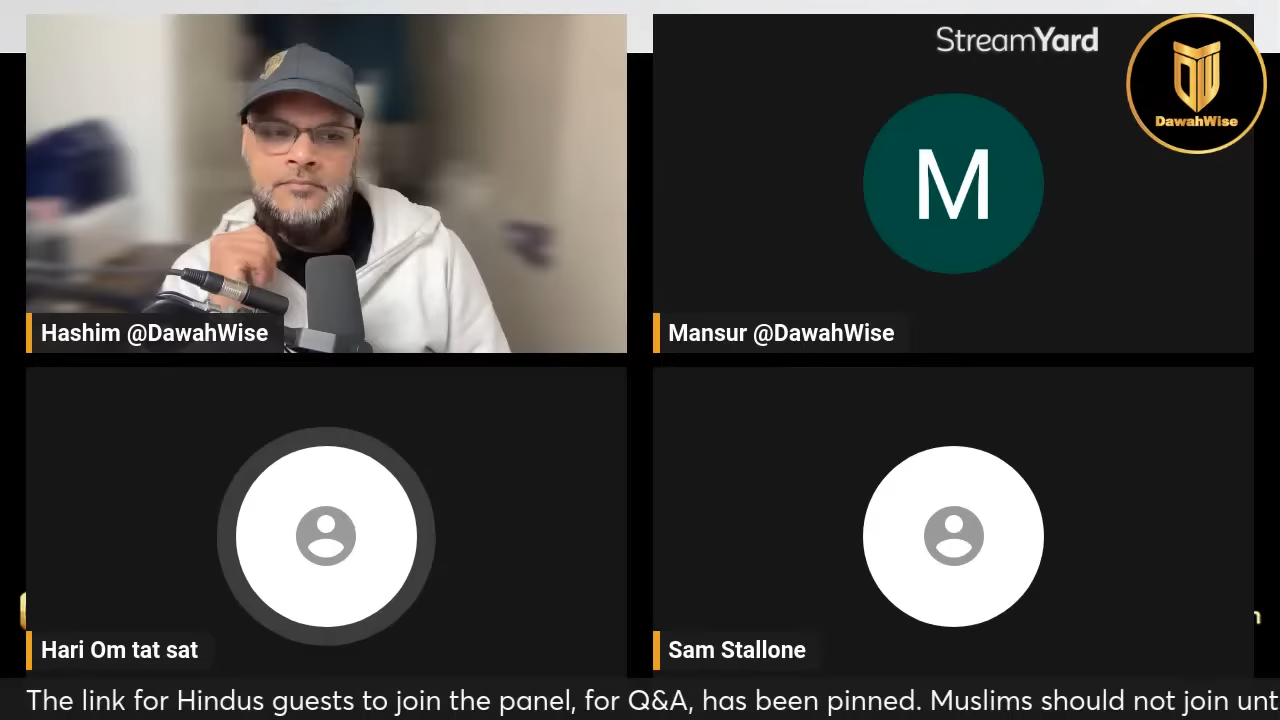 StreamYard
DawahWise
M
Hashim @DawahWise
Mansur @DawahWise
Hari Om tat sat
Sam Stallone
The link for Hindus guests to join the panel, for Q&A, has been pinned. Muslims should not join unt